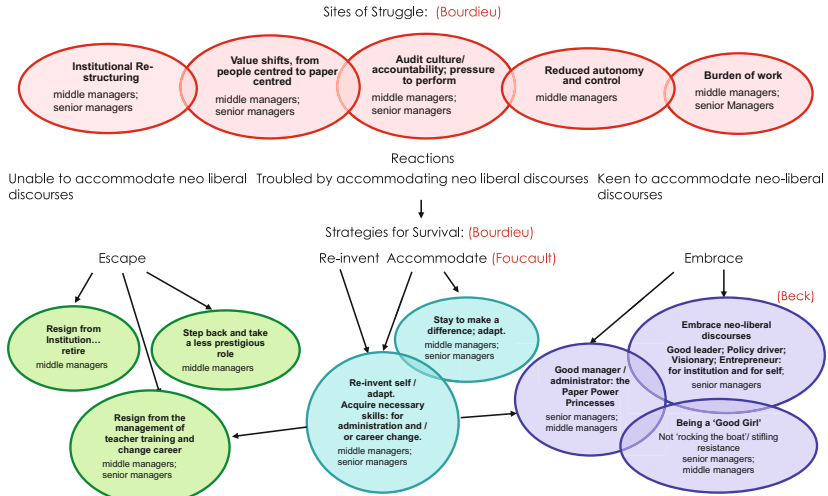 Sites of Struggle: (Bourdieu)
Institutional Re-
structuring
middle managers;
senior managers
Value shifts, from
people centred to paper
centred
middle managers;
senior managers
Audit culture/
accountability; pressure
to perform
middle managers;
senior managers
Reduced autonomy
and control
middle managers
Burden of work
middle managers;
senior Managers
Reactions
Unable to accommodate neo liberal
discourses
Troubled by accommodating neo liberal discourses
Keen to accommodate neo-liberal
discourses
Strategies for Survival: (Bourdieu)
Escape
Re-invent Accommodate (Foucault)
Embrace
(Beck)
Resign from
Institution…
retire
middle managers
Step back and take
a less prestigious
role
middle managers
Resign from the
management of
teacher training and
change career
middle managers;
senior managers
Stay to make a
difference; adapt.
middle managers;
senior managers
Re-invent self /
adapt.
Acquire necessary
skills: for
administration and /
or career change.
middle managers;
senior managers
Good manager /
administrator: the
Paper Power
Princesses
senior managers;
middle managers
Embrace neo-liberal
discourses
Good leader; Policy driver;
Visionary; Entrepreneur:
for institution and for self;
senior managers
Being a ‘Good Girl’
Not ‘rocking the boat’/ stifling
resistance
senior managers;
middle managers